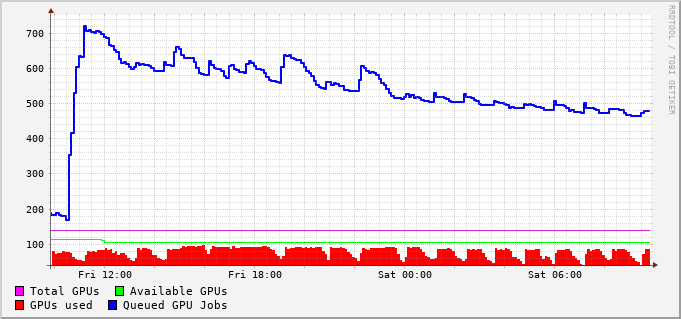 700
600
500
400
300
200
100
Fri 12:00 Fri 18:00 Sat 00:00 Sat 06:00
Total GPUs Available GPUs
GPUs used Queued GPU Jobs
RRDTOOL / TOBI OETIKER